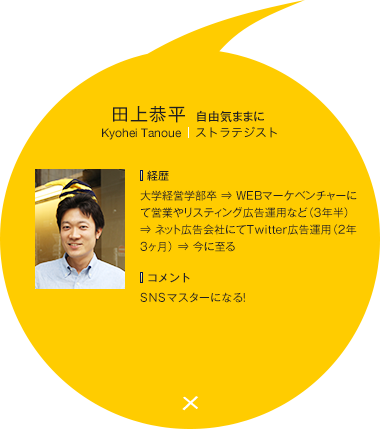 田上恭平 自由気ままに
Kyohei Tanoue | ストラテジスト
経歴
大学経営学部卒 ⇒ WEBマーケベンチャーに
て営業やリスティング広告運用など（3年半）
⇒ ネット広告会社にてTwitter広告運用（2年
3ヶ月） ⇒ 今に至る
コメント
SNSマスターになる!